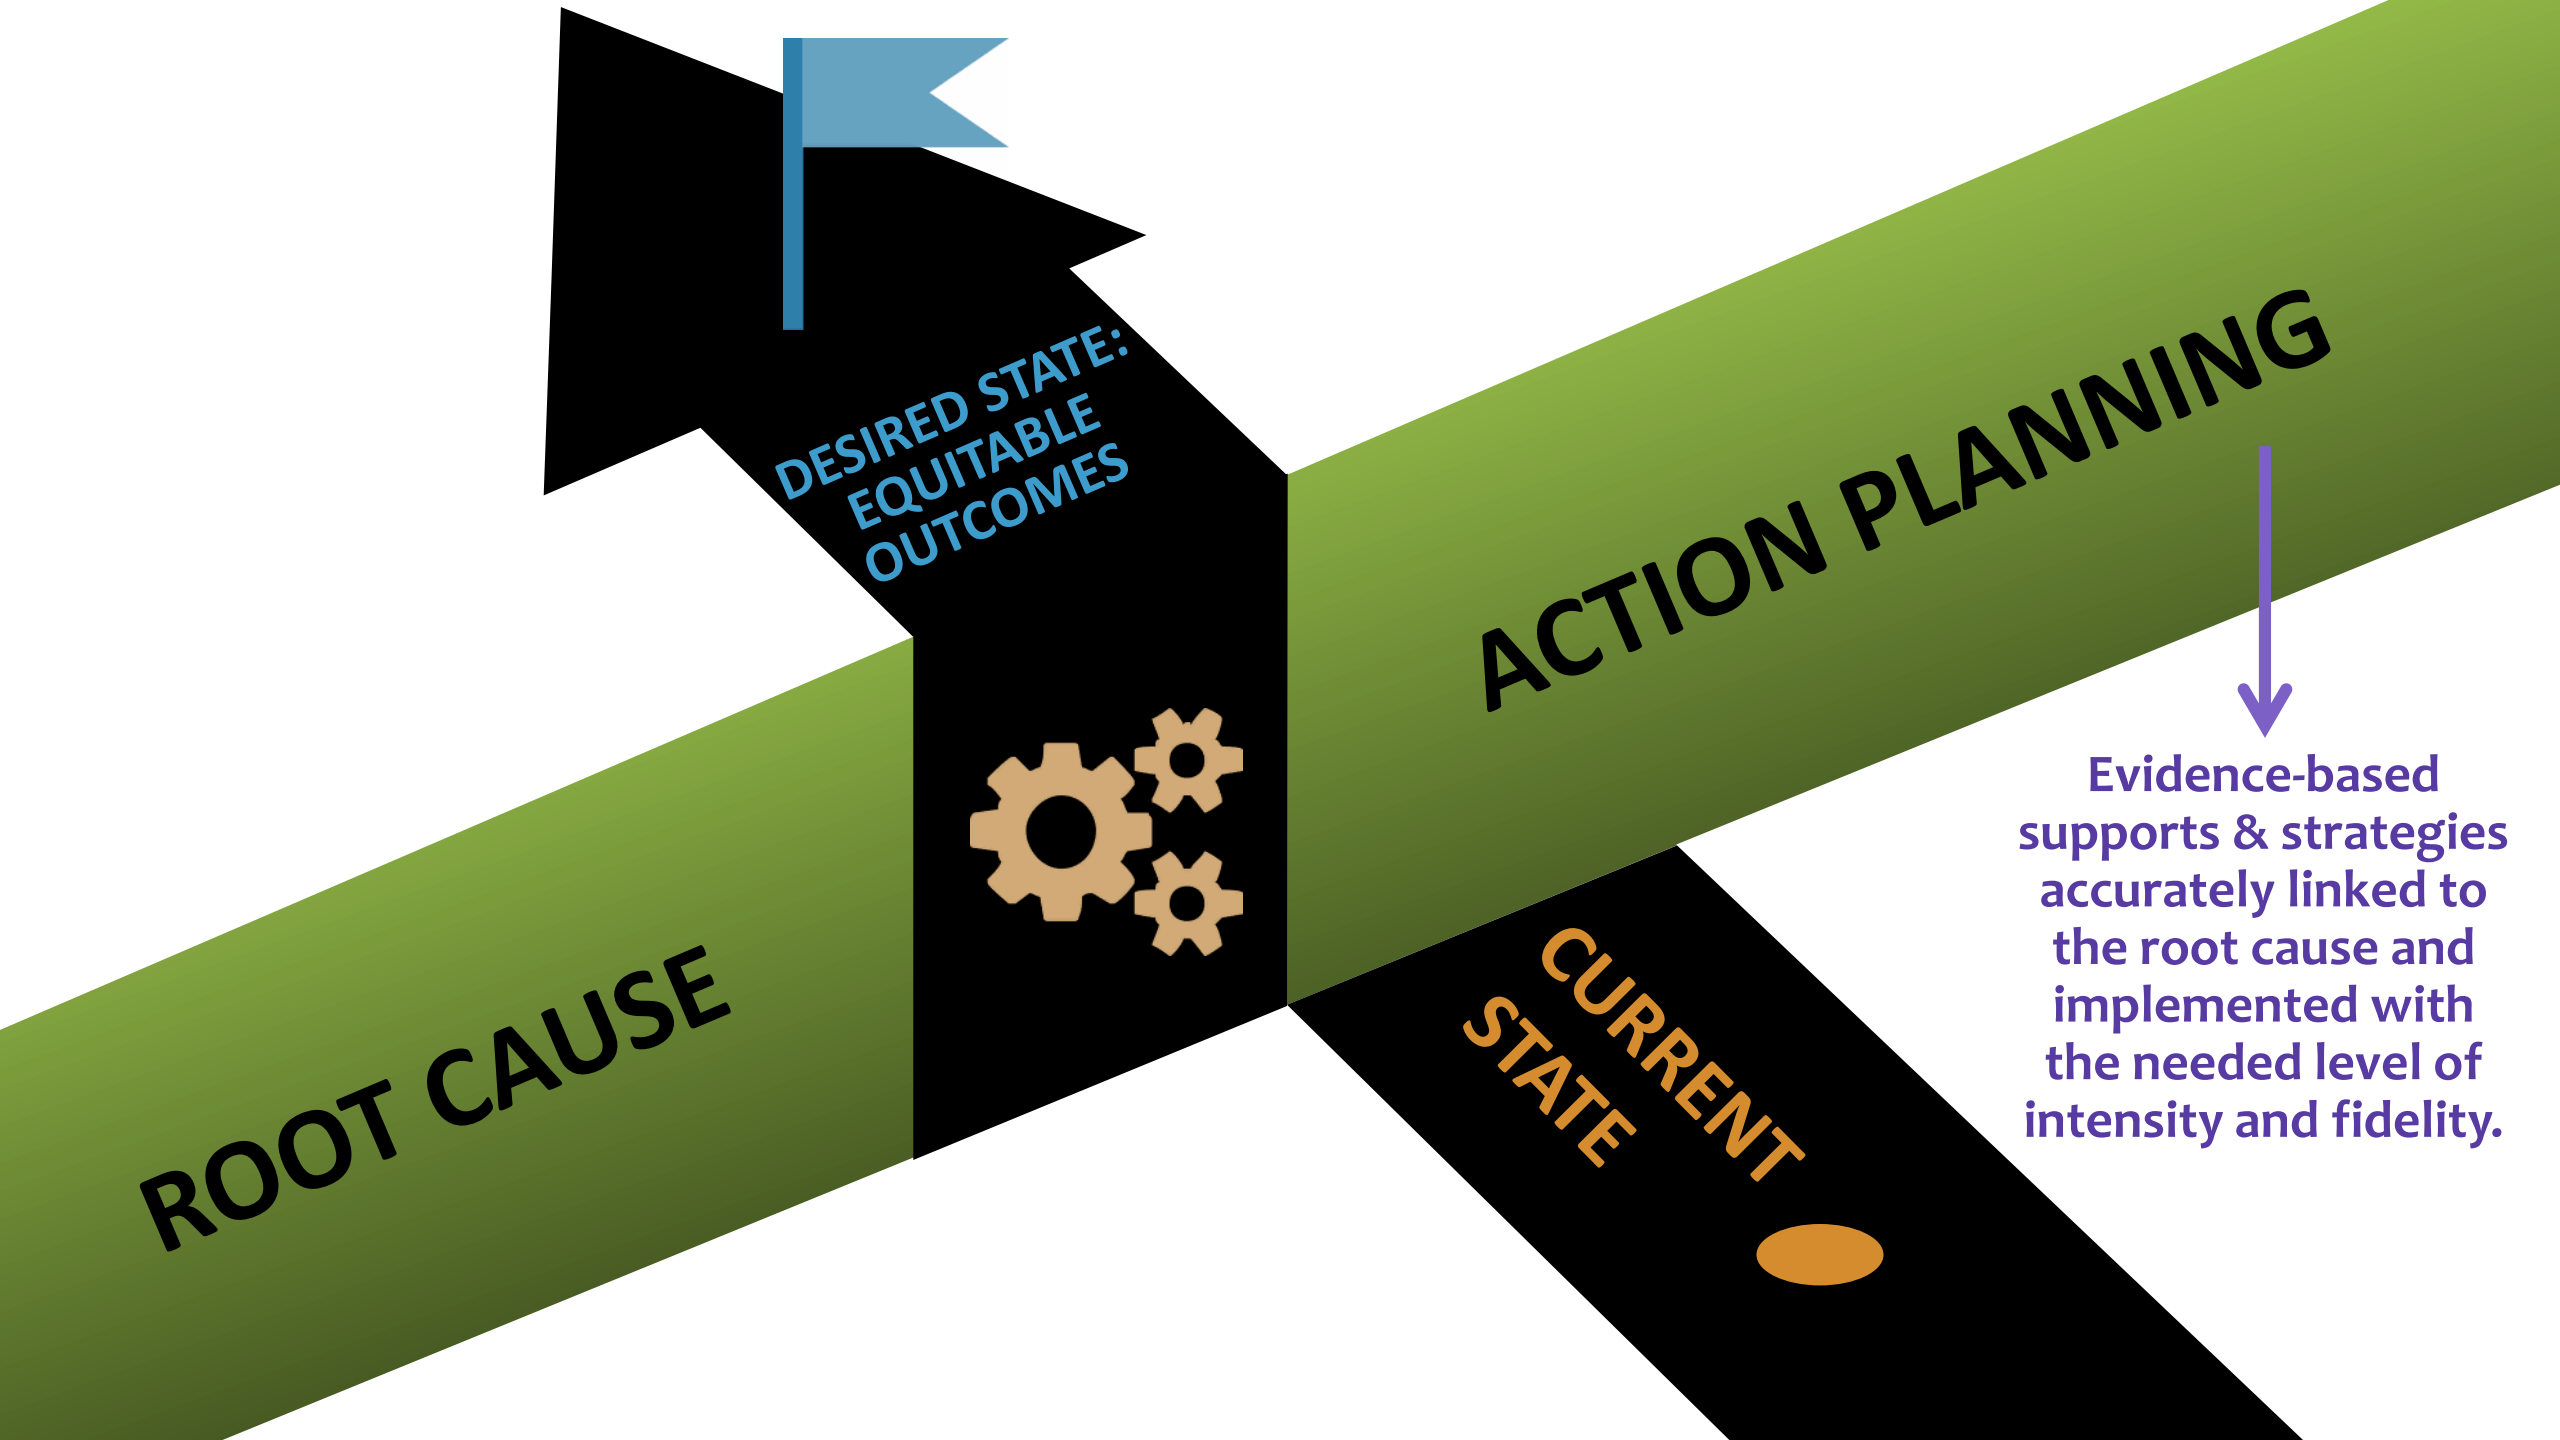 DESIRED STATE:
EQUITABLE
OUTCOMES
ACTION PLANNING
ROOT CAUSE
CURRENT
STATE
Evidence-based
supports & strategies
accurately linked to
the root cause and
implemented with
the needed level of
intensity and fidelity.